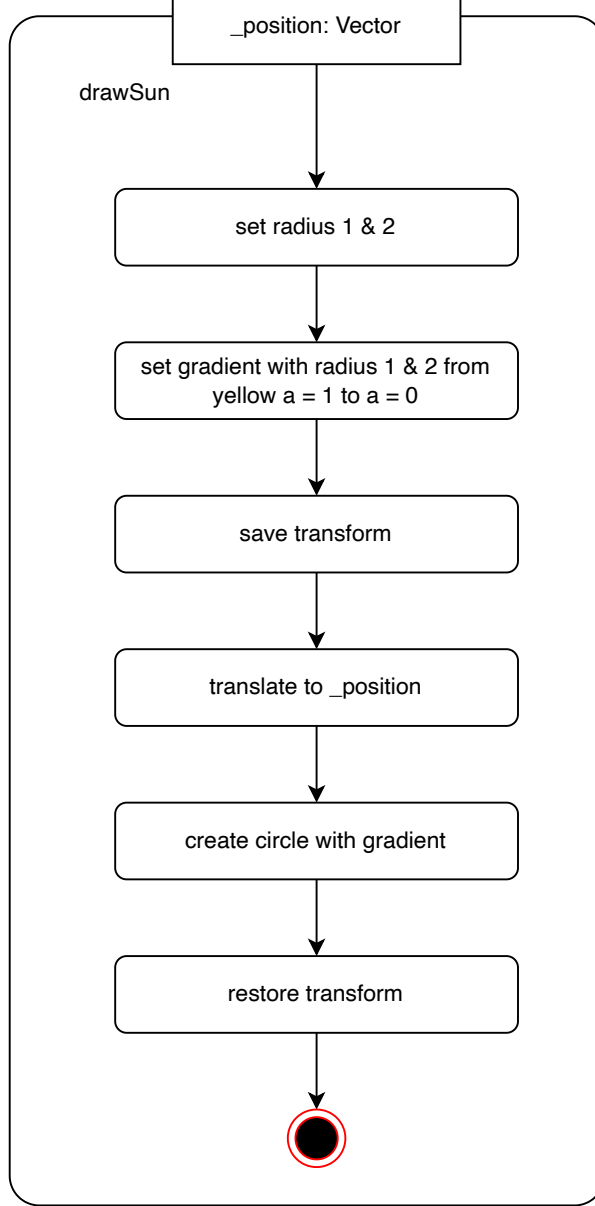 _position: Vector
drawSun
set radius 1 & 2
set gradient with radius 1 & 2 from
yellow a = 1 to a = 0
save transform
translate to _position
create circle with gradient
restore transform